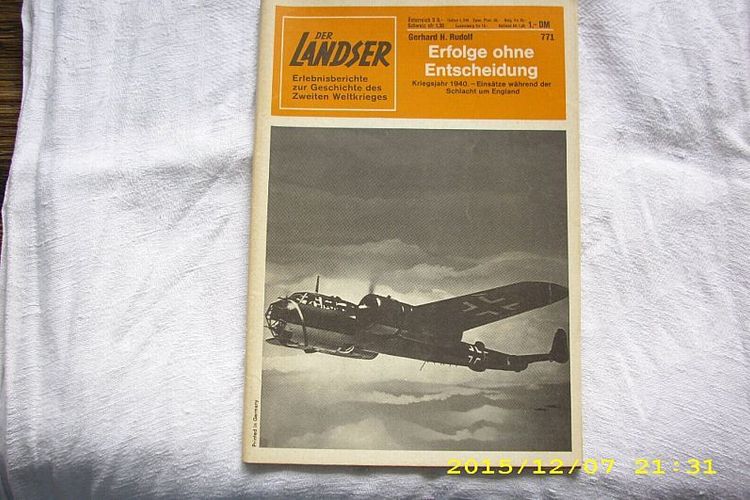 DER
LANDSER
Erlebnisberichte
zur Geschichte des
Zweiten Weltkrieges
1,- DM
Gerhard H. Rudolf 771
Erfolge ohne
Entscheidung
Kriegsjahr 1940. – Einsätze während der
Schlacht um England
Printed in Germany
2015/12/07 21:31